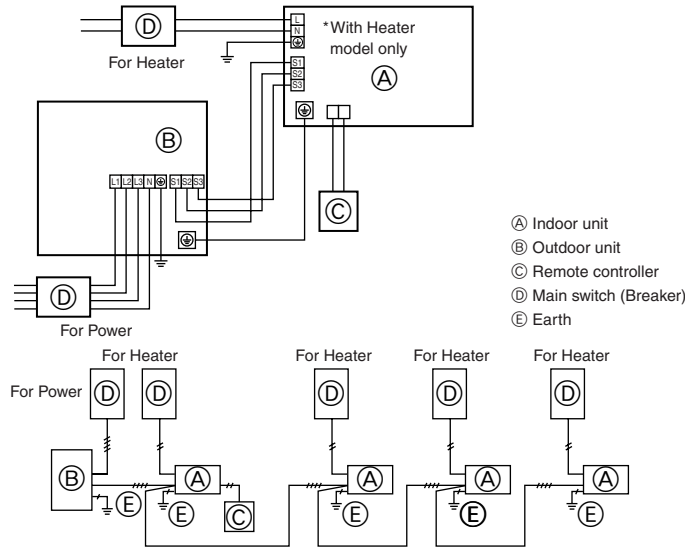 L
N
*With Heater
model only
Ⓓ
For Heater
S1
S2
S3
Ⓐ
Ⓑ
L1 L2 L3 N S1 S2 S3
Ⓒ
Ⓓ
For Power
Ⓐ Indoor unit
Ⓑ Outdoor unit
Ⓒ Remote controller
Ⓓ Main switch (Breaker)
Ⓔ Earth
For Heater For Heater For Heater For Heater
For Power Ⓓ Ⓓ Ⓓ Ⓓ Ⓓ
Ⓑ Ⓐ Ⓐ Ⓐ Ⓐ
Ⓔ Ⓔ Ⓒ Ⓔ Ⓔ Ⓔ